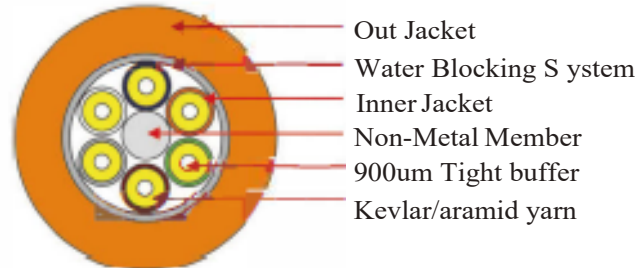 Out Jacket
Water Blocking S ystem
Inner Jacket
Non-Metal Member
900um Tight buffer
Kevlar/aramid yarn